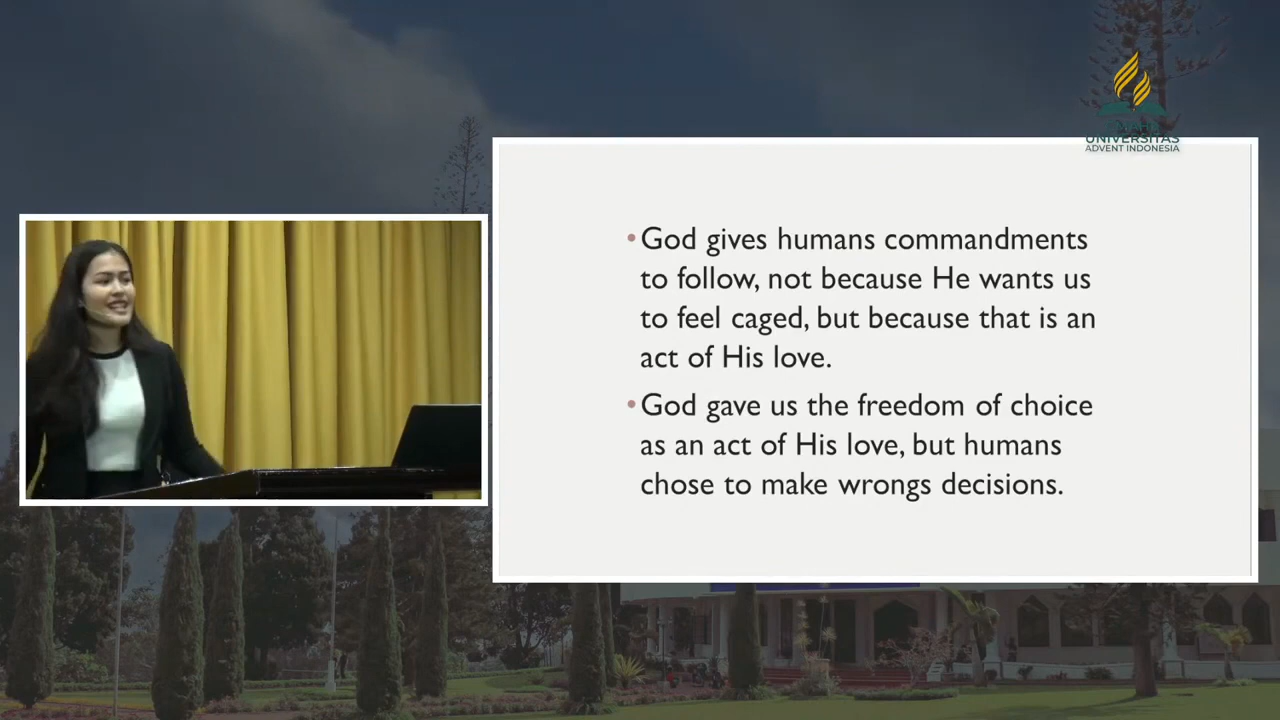 UNIVERSITAS
ADVENT INDONESIA
•God gives humans commandments
to follow, not because He wants us
to feel caged, but because that is an
act of His love.
•God gave us the freedom of choice
as an act of His love, but humans
chose to make wrongs decisions.